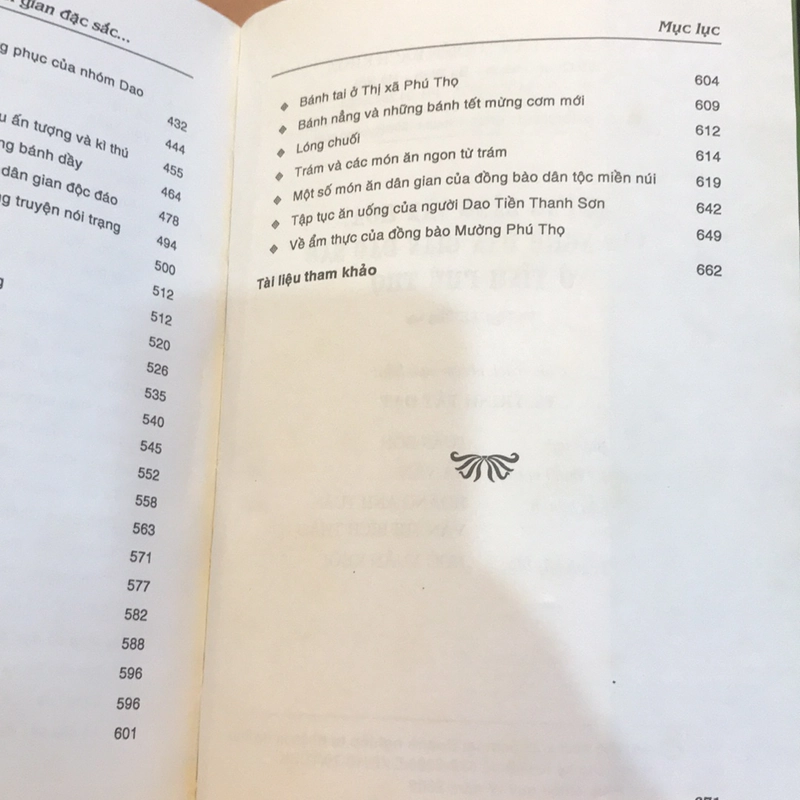 gian đặc sắc...
phục của nhóm Dao
432
ấn tượng và kì thú 444
bánh dầy 455
dân gian độc đáo 464
478
truyện nói trạng 494
500
512
512
520
526
535
540
545
552
558
563
571
577
582
588
596
596
601
Mục lục
◆ Bánh tai ở Thị xã Phú Thọ 604
◆ Bánh nẳng và những bánh tết mừng cơm mới 609
◆ Lóng chuối 612
◆ Trám và các món ăn ngon từ trám 614
◆ Một số món ăn dân gian của đồng bào dân tộc miền núi 619
◆ Tập tục ăn uống của người Dao Tiền Thanh Sơn 642
◆ Về ẩm thực của đồng bào Mường Phú Thọ 649
Tài liệu tham khảo 662